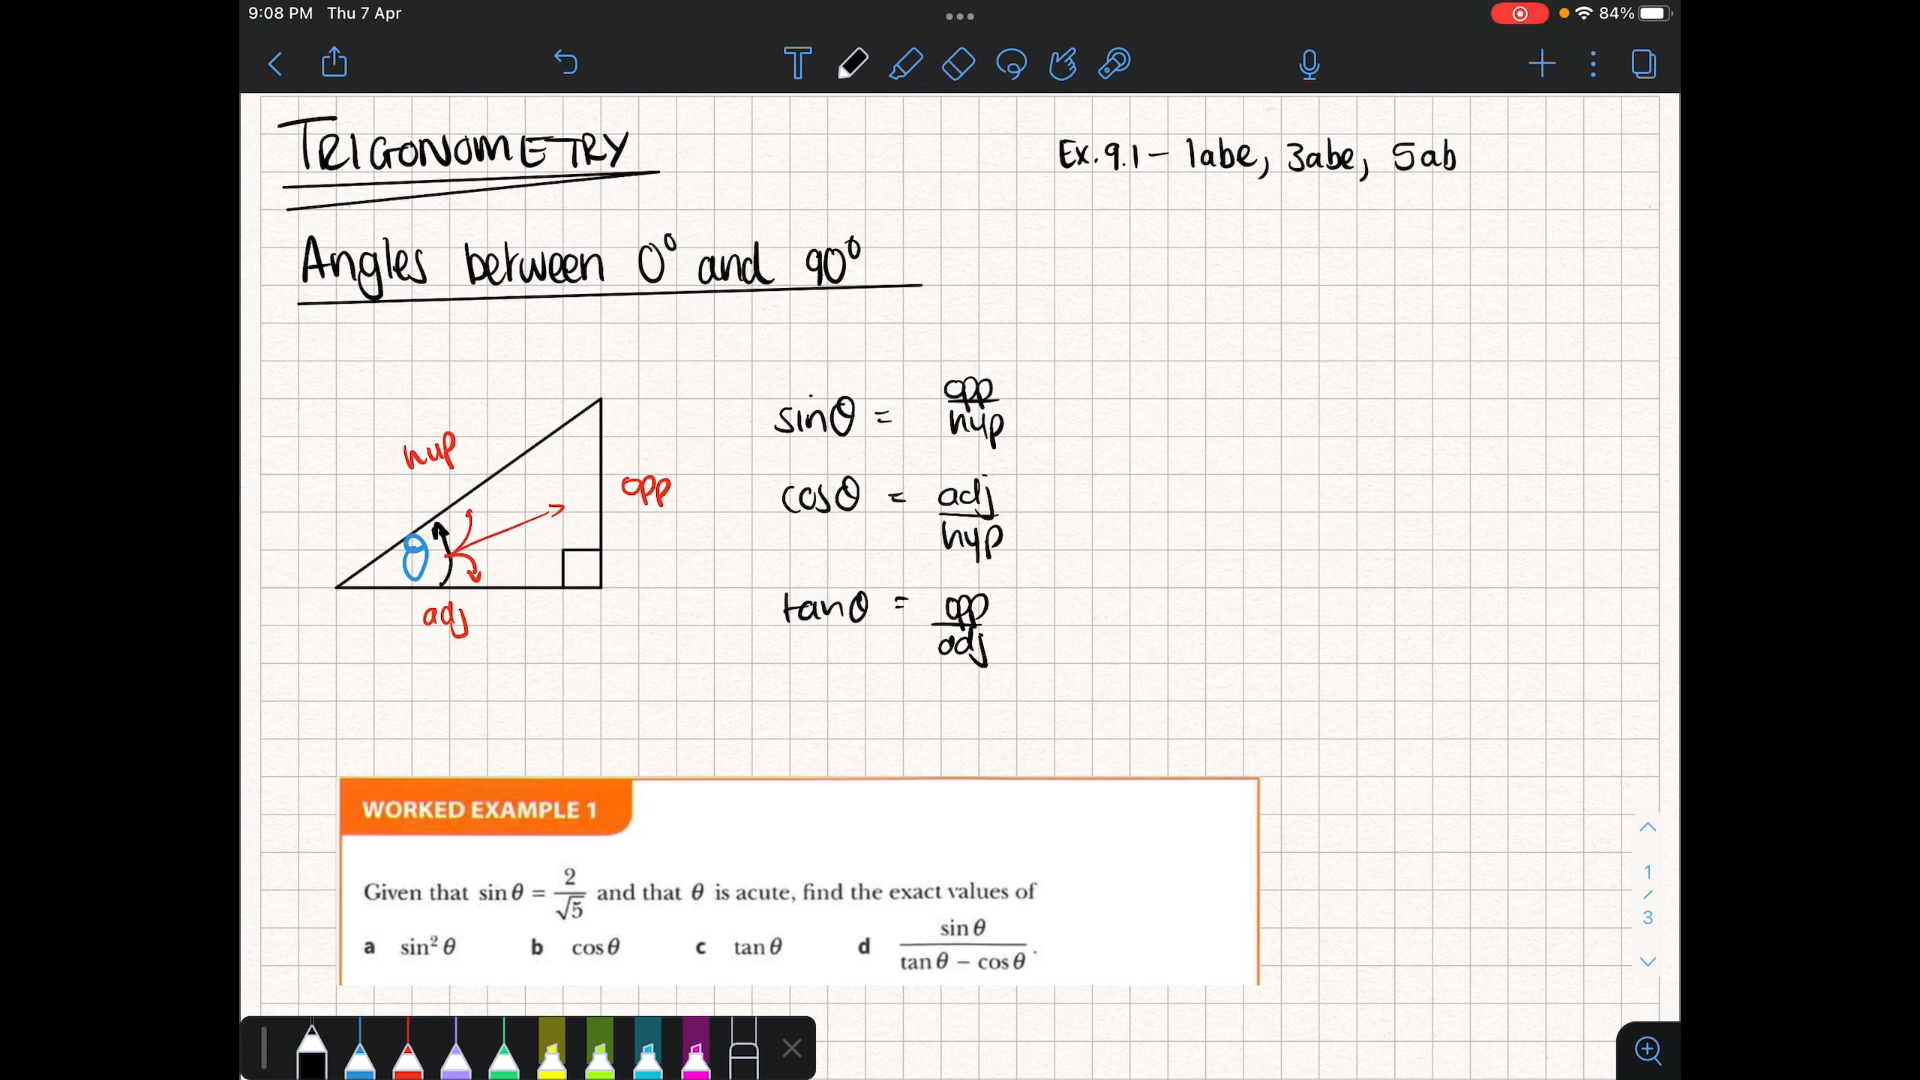 9:08 PM Thu 7 Apr
84%
TRIGONOMETRY
Ex. 9.1 – 1abe, 3abe, 5ab
Angles between 0° and 90°
hyp
opp
θ
adj
sinθ = opp/hyp
cosθ = adj/hyp
tanθ = opp/adj
WORKED EXAMPLE 1
Given that sin θ = 2/√5 and that θ is acute, find the exact values of
a sin² θ b cos θ c tan θ d sin θ/(tan θ – cos θ).
1
/
3